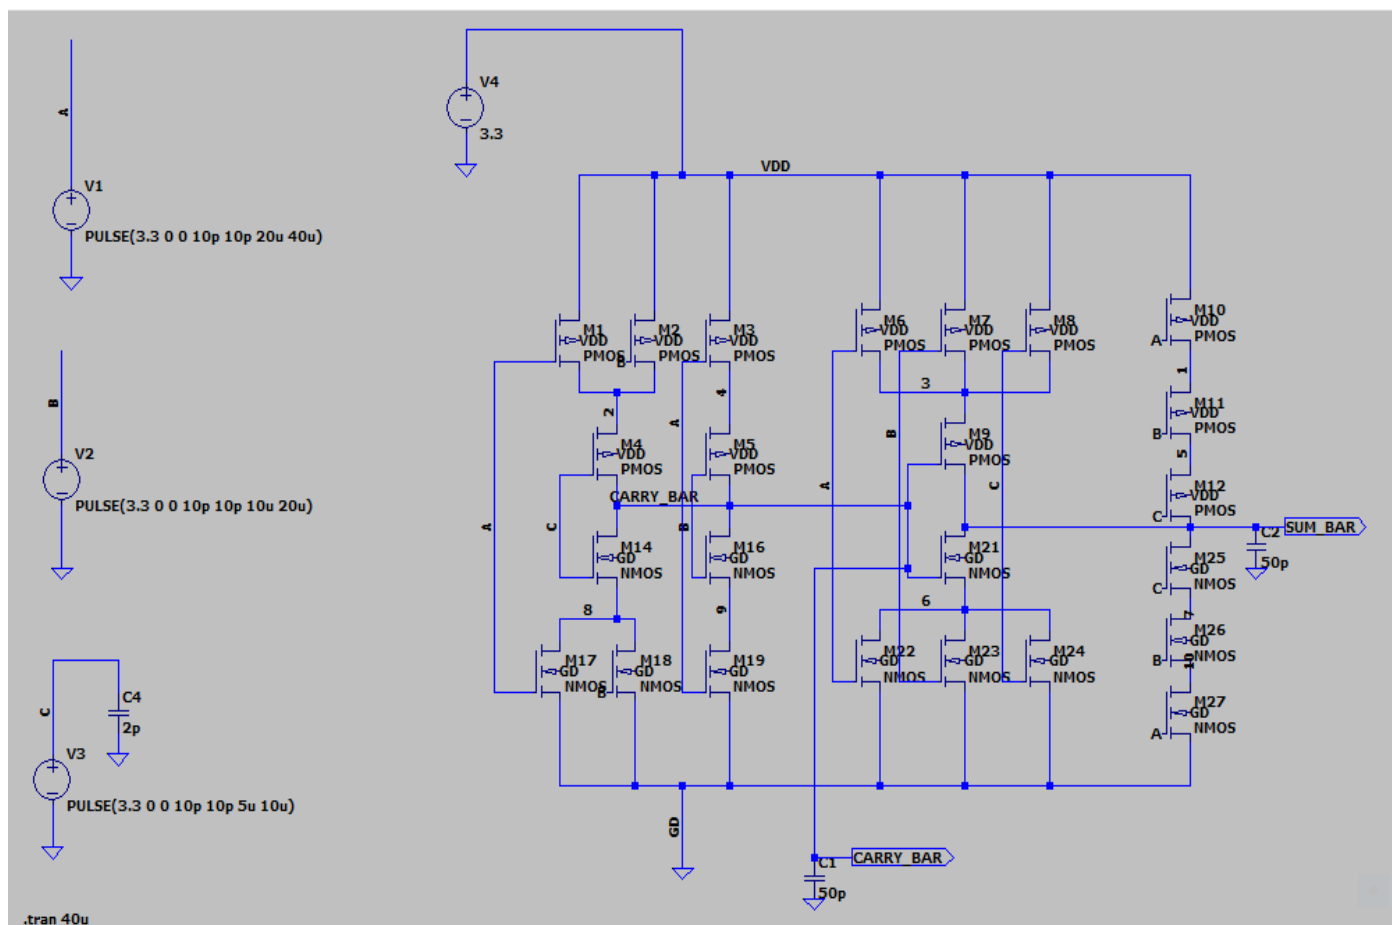 A
V1
PULSE(3.3 0 0 10p 10p 20u 40u)
B
V2
PULSE(3.3 0 0 10p 10p 10u 20u)
C
C4
2p
V3
PULSE(3.3 0 0 10p 10p 5u 10u)
.tran 40u
V4
3.3
VDD
M1
VDD
PMOS
M2
VDD
PMOS
B
M3
VDD
PMOS
M6
VDD
PMOS
M7
VDD
PMOS
M8
VDD
PMOS
M10
VDD
PMOS
A
1
2
4
3
M4
VDD
PMOS
M5
VDD
PMOS
A
B
M9
VDD
PMOS
M11
VDD
PMOS
B
5
M12
VDD
PMOS
C
CARRY_BAR
A
C
B
A
C
SUM_BAR
C2
50p
M14
GD
NMOS
M16
GD
NMOS
M21
GD
NMOS
M25
GD
NMOS
C
7
8
9
6
M17
GD
NMOS
M18
GD
NMOS
B
M19
GD
NMOS
M22
GD
NMOS
M23
GD
NMOS
M24
GD
NMOS
M26
GD
NMOS
B
10
M27
GD
NMOS
A
GD
CARRY_BAR
C1
50p